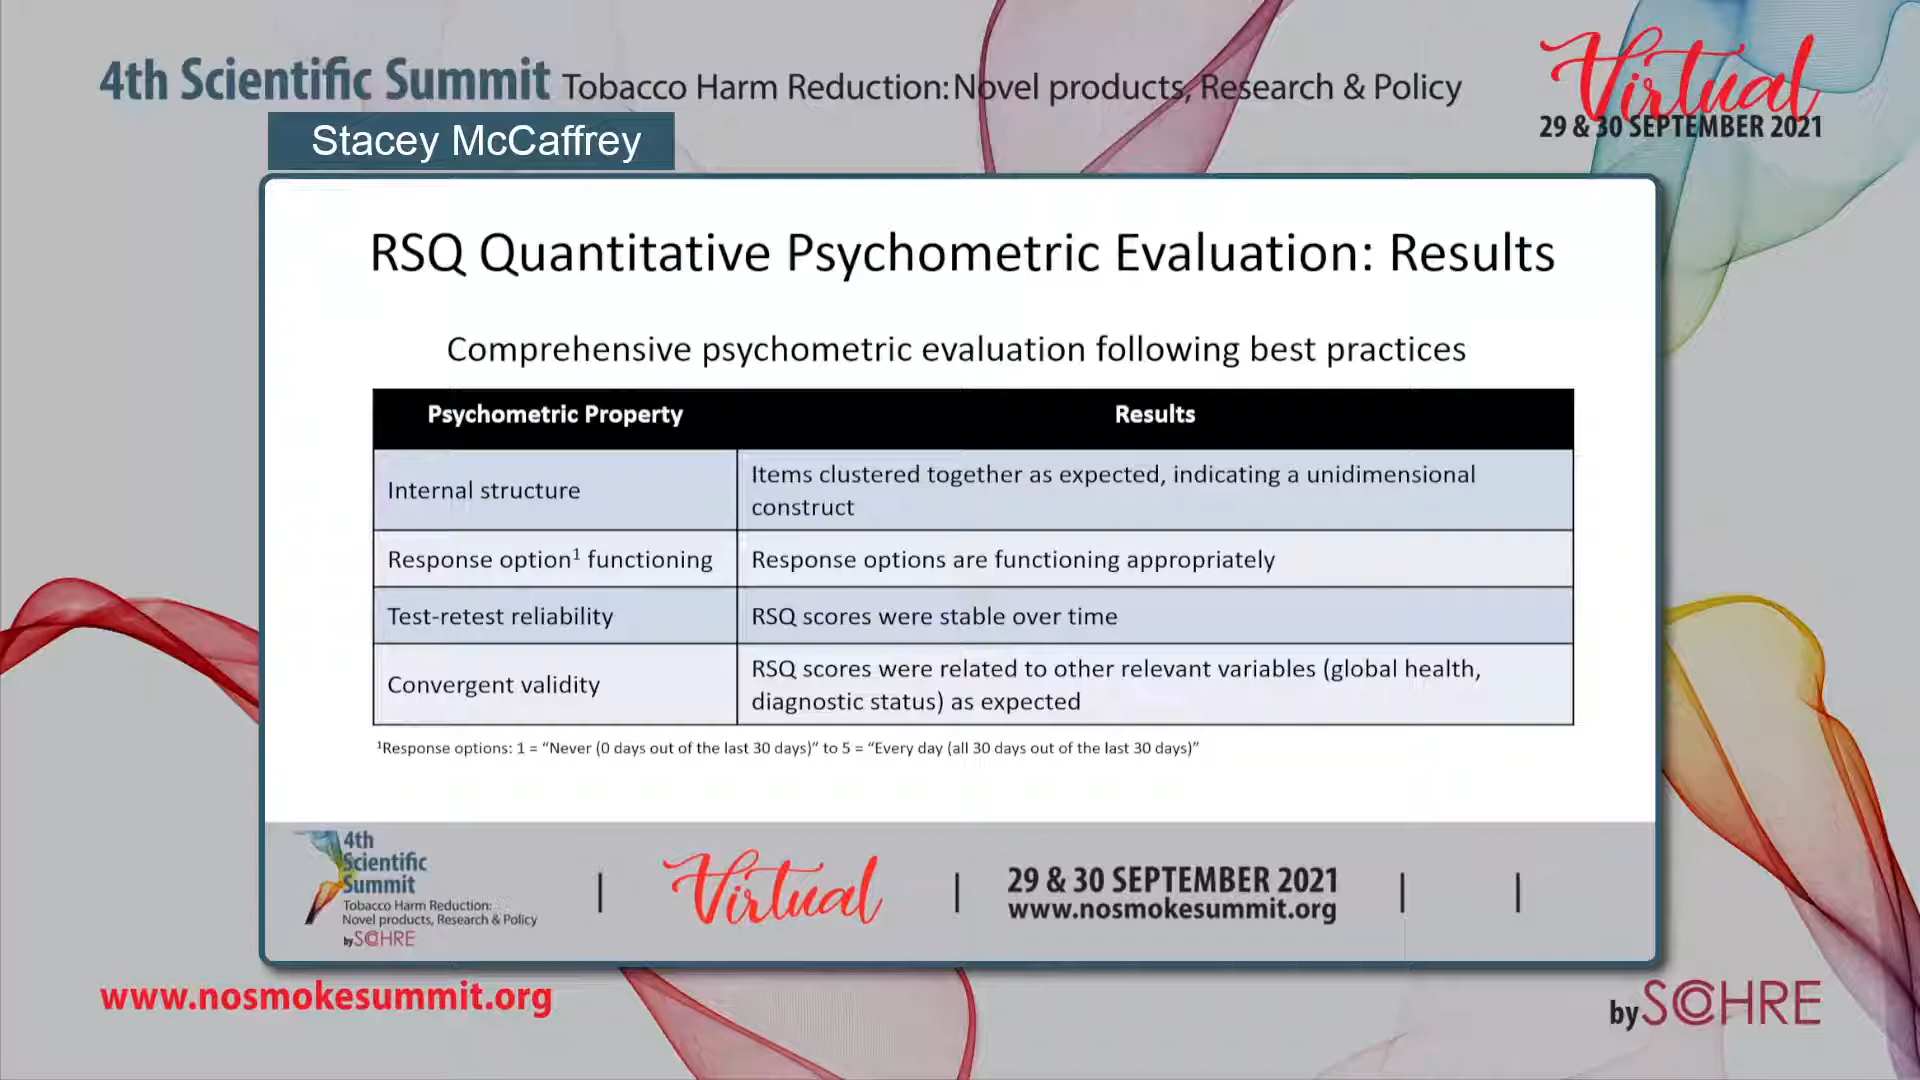 4th Scientific Summit Tobacco Harm Reduction: Novel products, Research & Policy
Virtual
29 & 30 SEPTEMBER 2021
Stacey McCaffrey
RSQ Quantitative Psychometric Evaluation: Results
Comprehensive psychometric evaluation following best practices
Psychometric Property
Results
Internal structure
Items clustered together as expected, indicating a unidimensional
construct
Response option¹ functioning
Response options are functioning appropriately
Test-retest reliability
RSQ scores were stable over time
Convergent validity
RSQ scores were related to other relevant variables (global health,
diagnostic status) as expected
¹Response options: 1 = “Never (0 days out of the last 30 days)” to 5 = “Every day (all 30 days out of the last 30 days)”
4th
Scientific
Summit
Tobacco Harm Reduction:
Novel products, Research & Policy
by SCOHRE
Virtual
29 & 30 SEPTEMBER 2021
www.nosmokesummit.org
www.nosmokesummit.org
by SCOHRE